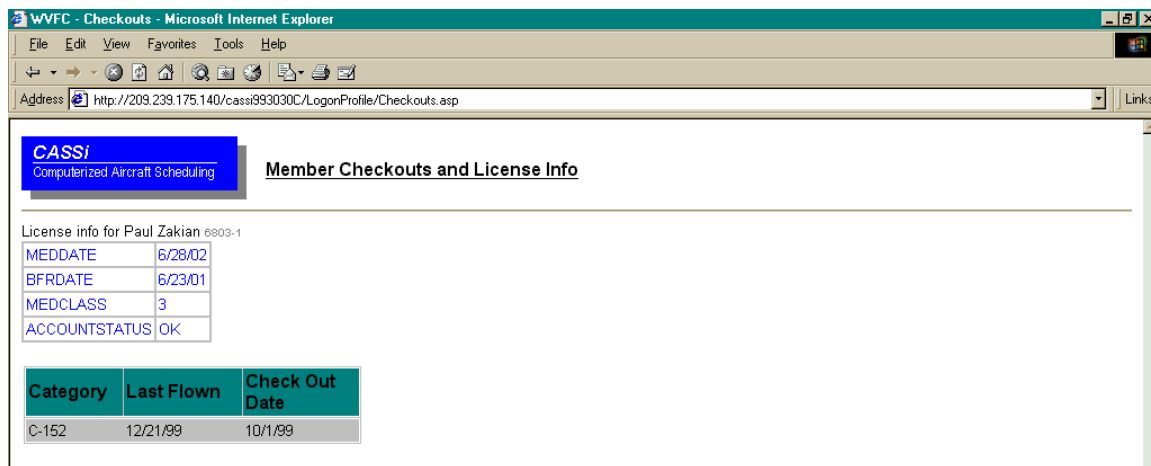 WVFC - Checkouts - Microsoft Internet Explorer
File Edit View Favorites Tools Help
Address http://209.239.175.140/cassi993030C/LogonProfile/Checkouts.asp Links
CASSi
Computerized Aircraft Scheduling
Member Checkouts and License Info
License info for Paul Zakian 6803-1
MEDDATE 6/28/02
BFRDATE 6/23/01
MEDCLASS 3
ACCOUNTSTATUS OK
Category Last Flown Check Out
Date
C-152 12/21/99 10/1/99